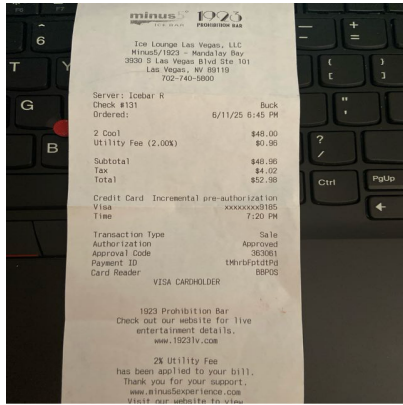 minus5° 1923
ICE BAR PROHIBITION BAR
Ice Lounge Las Vegas, LLC
Minus5/1923 - Mandalay Bay
3930 S Las Vegas Blvd Ste 101
Las Vegas, NV 89119
702-740-5800
Server: Icebar R
Check #131 Buck
Ordered: 6/11/25 6:45 PM
2 Cool $48.00
Utility Fee (2.00%) $0.96
Subtotal $48.96
Tax $4.02
Total $52.98
Credit Card Incremental pre-authorization
Visa xxxxxxxx9185
Time 7:20 PM
Transaction Type Sale
Authorization Approved
Approval Code 363061
Payment ID tMhrbFptdtPd
Card Reader BBPOS
VISA CARDHOLDER
1923 Prohibition Bar
Check out our website for live
entertainment details.
www.1923lv.com
2% Utility Fee
has been applied to your bill.
Thank you for your support.
www.minus5experience.com
Visit our website to view
^
6
T
Y
G
B
+
=
{
[
}
]
"
'
?
/
Ctrl
PgUp